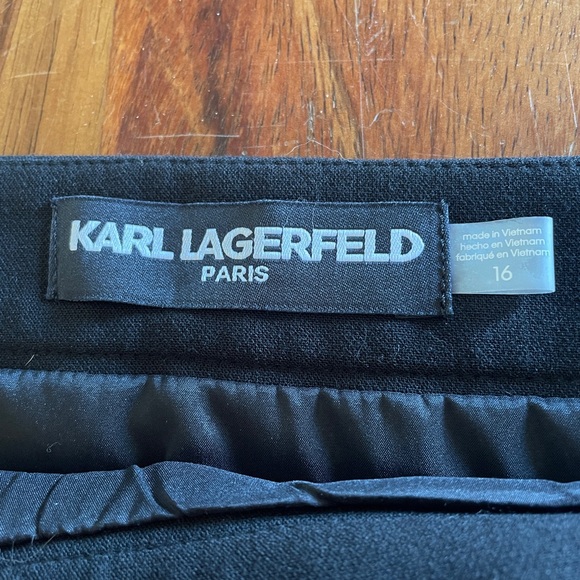 KARL LAGERFELD
PARIS
made in Vietnam
hecho en Vietnam
fabriqué en Vietnam
16